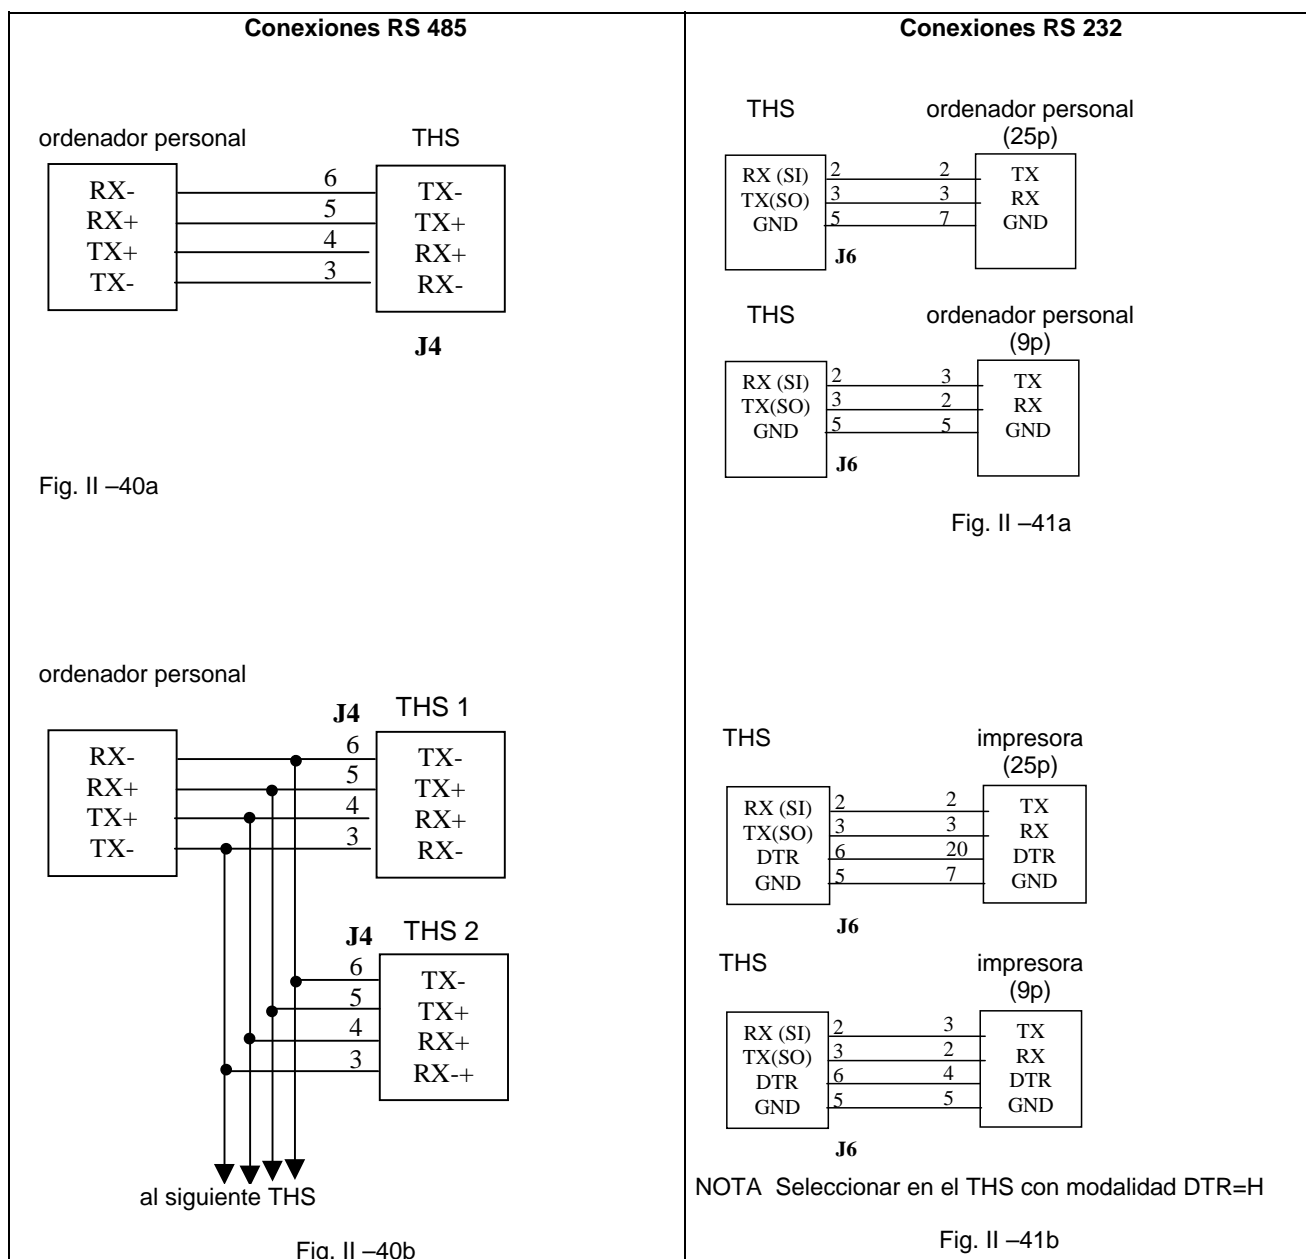 Conexiones RS 485
ordenador personal THS
RX- 6 TX-
RX+ 5 TX+
TX+ 4 RX+
TX- 3 RX-
J4
Fig. II –40a
ordenador personal
J4 THS 1
RX- 6 TX-
RX+ 5 TX+
TX+ 4 RX+
TX- 3 RX-
J4 THS 2
6 TX-
5 TX+
4 RX+
3 RX-+
al siguiente THS
Fig. II –40b
Conexiones RS 232
THS ordenador personal
(25p)
RX (SI) 2 2 TX
TX(SO) 3 3 RX
GND 5 7 GND
J6
THS ordenador personal
(9p)
RX (SI) 2 3 TX
TX(SO) 3 2 RX
GND 5 5 GND
J6
Fig. II –41a
THS impresora
(25p)
RX (SI) 2 2 TX
TX(SO) 3 3 RX
DTR 6 20 DTR
GND 5 7 GND
J6
THS impresora
(9p)
RX (SI) 2 3 TX
TX(SO) 3 2 RX
DTR 6 4 DTR
GND 5 5 GND
J6
NOTA Seleccionar en el THS con modalidad DTR=H
Fig. II –41b